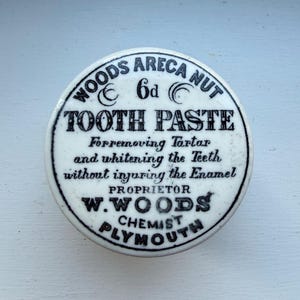 WOODS ARECA NUT
6d
TOOTH PASTE
For removing Tartar
and whitening the Teeth
without injuring the Enamel
PROPRIETOR
W. WOODS
CHEMIST
PLYMOUTH